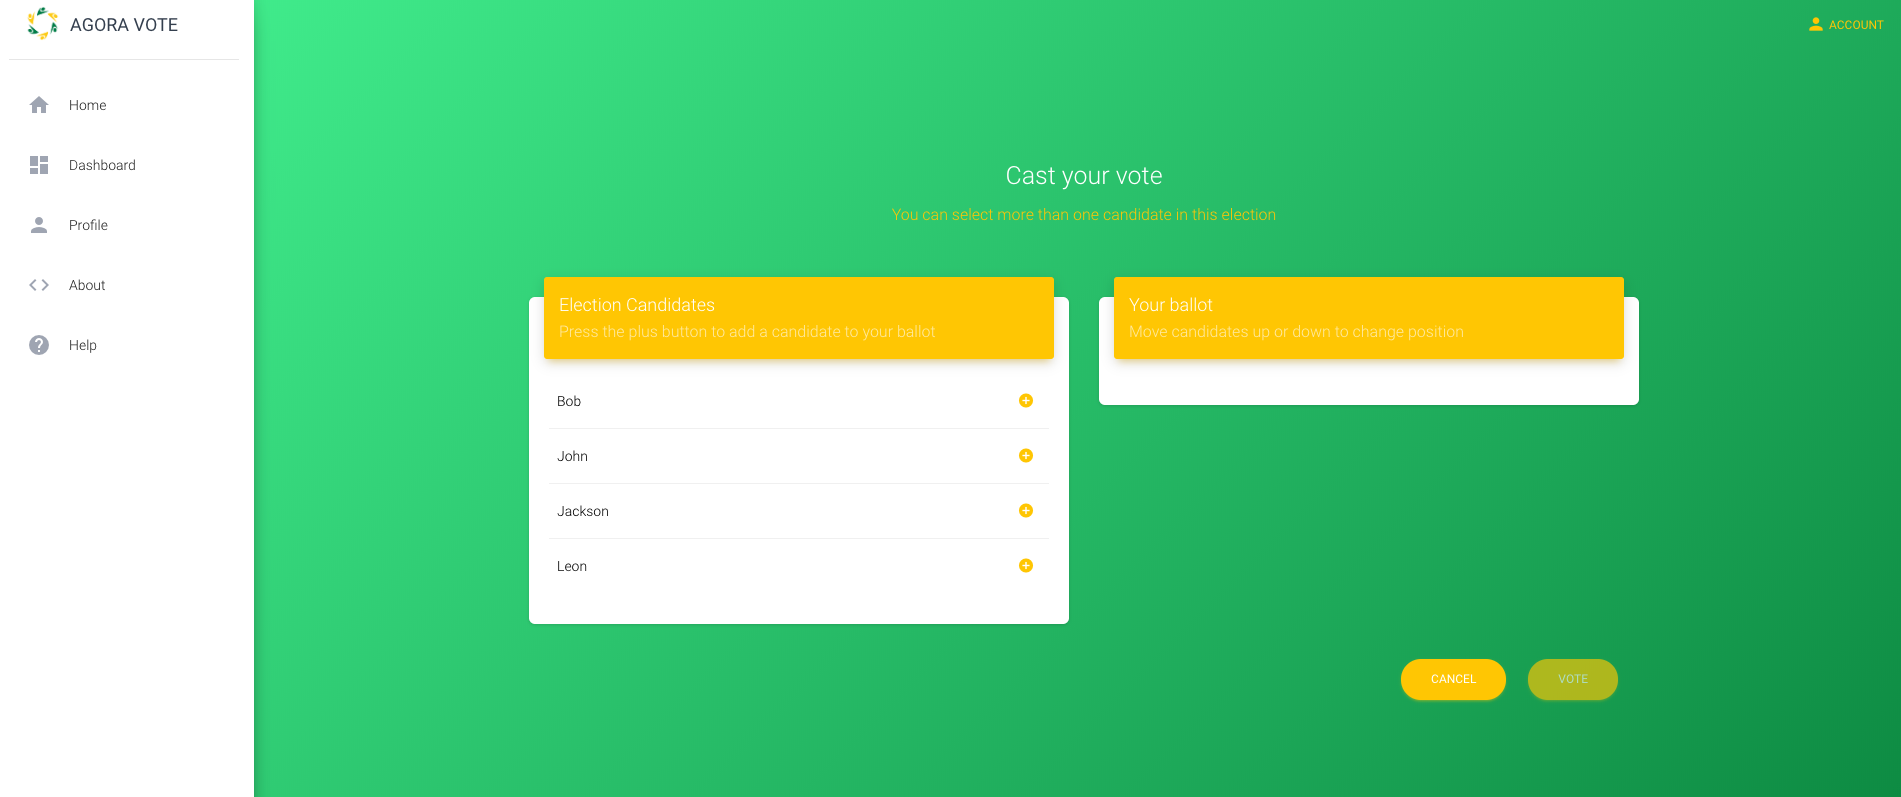 AGORA VOTE
ACCOUNT
Home
Dashboard
Profile
About
Help
Cast your vote
You can select more than one candidate in this election
Election Candidates
Press the plus button to add a candidate to your ballot
Bob
John
Jackson
Leon
Your ballot
Move candidates up or down to change position
CANCEL
VOTE